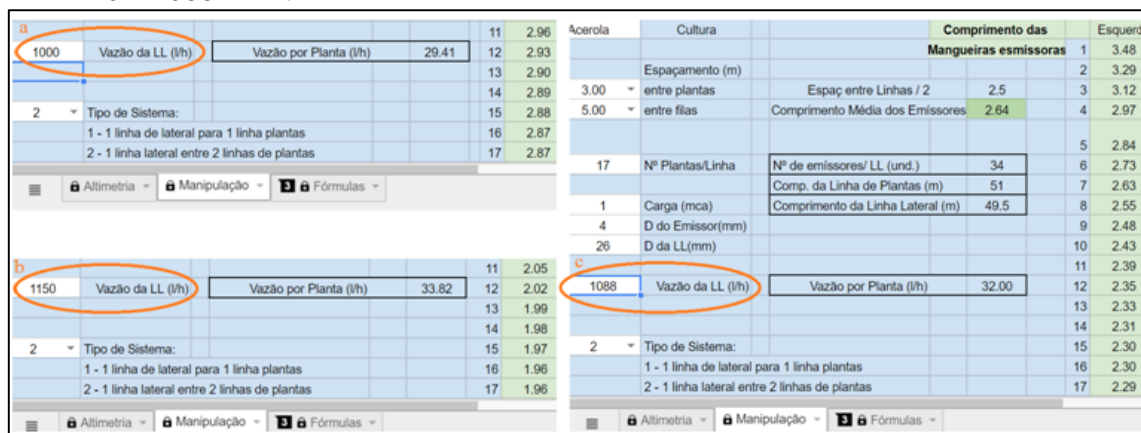 a
11 2.96
1000 Vazão da LL (l/h) Vazão por Planta (l/h) 29.41 12 2.93
13 2.90
14 2.89
2 Tipo de Sistema: 15 2.88
1 - 1 linha de lateral para 1 linha plantas 16 2.87
2 - 1 linha lateral entre 2 linhas de plantas 17 2.87
Altimetria Manipulação 3 Fórmulas
b
11 2.05
1150 Vazão da LL (l/h) Vazão por Planta (l/h) 33.82 12 2.02
13 1.99
14 1.98
2 Tipo de Sistema: 15 1.97
1 - 1 linha de lateral para 1 linha plantas 16 1.96
2 - 1 linha lateral entre 2 linhas de plantas 17 1.96
Altimetria Manipulação 3 Fórmulas
Acerola Cultura Comprimento das Esquerd
Mangueiras esmissoras 1 3.48
Espaçamento (m) 2 3.29
3.00 entre plantas Espaç entre Linhas / 2 2.5 3 3.12
5.00 entre filas Comprimento Média dos Emissores 2.64 4 2.97
5 2.84
17 Nº Plantas/Linha Nº de emíssores/ LL (und.) 34 6 2.73
Comp. da Linha de Plantas (m) 51 7 2.63
1 Carga (mca) Comprimento da Linha Lateral (m) 49.5 8 2.55
4 D do Emissor(mm) 9 2.48
26 D da LL(mm) 10 2.43
c
11 2.39
1088 Vazão da LL (l/h) Vazão por Planta (l/h) 32.00 12 2.35
13 2.33
14 2.31
2 Tipo de Sistema: 15 2.30
1 - 1 linha de lateral para 1 linha plantas 16 2.30
2 - 1 linha lateral entre 2 linhas de plantas 17 2.29
Altimetria Manipulação 3 Fórmulas